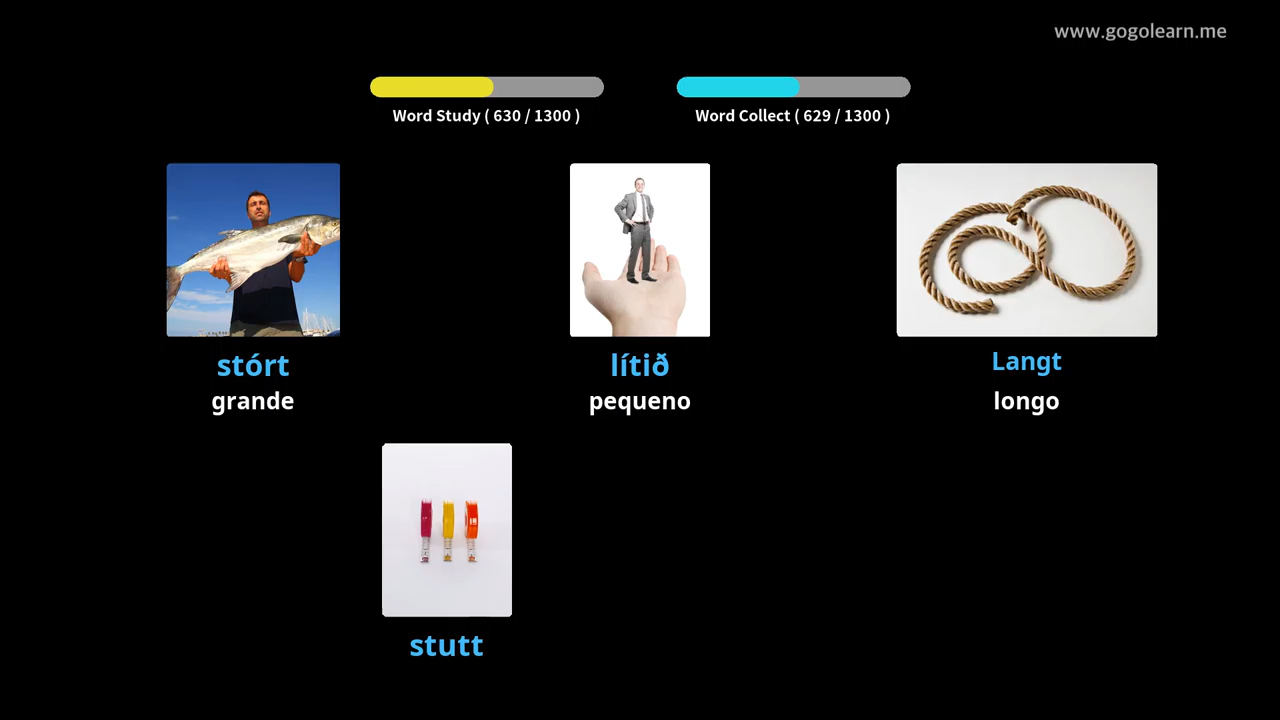 www.gogolearn.me
Word Study ( 630 / 1300 )
Word Collect ( 629 / 1300 )
stórt
grande
lítið
pequeno
Langt
longo
stutt